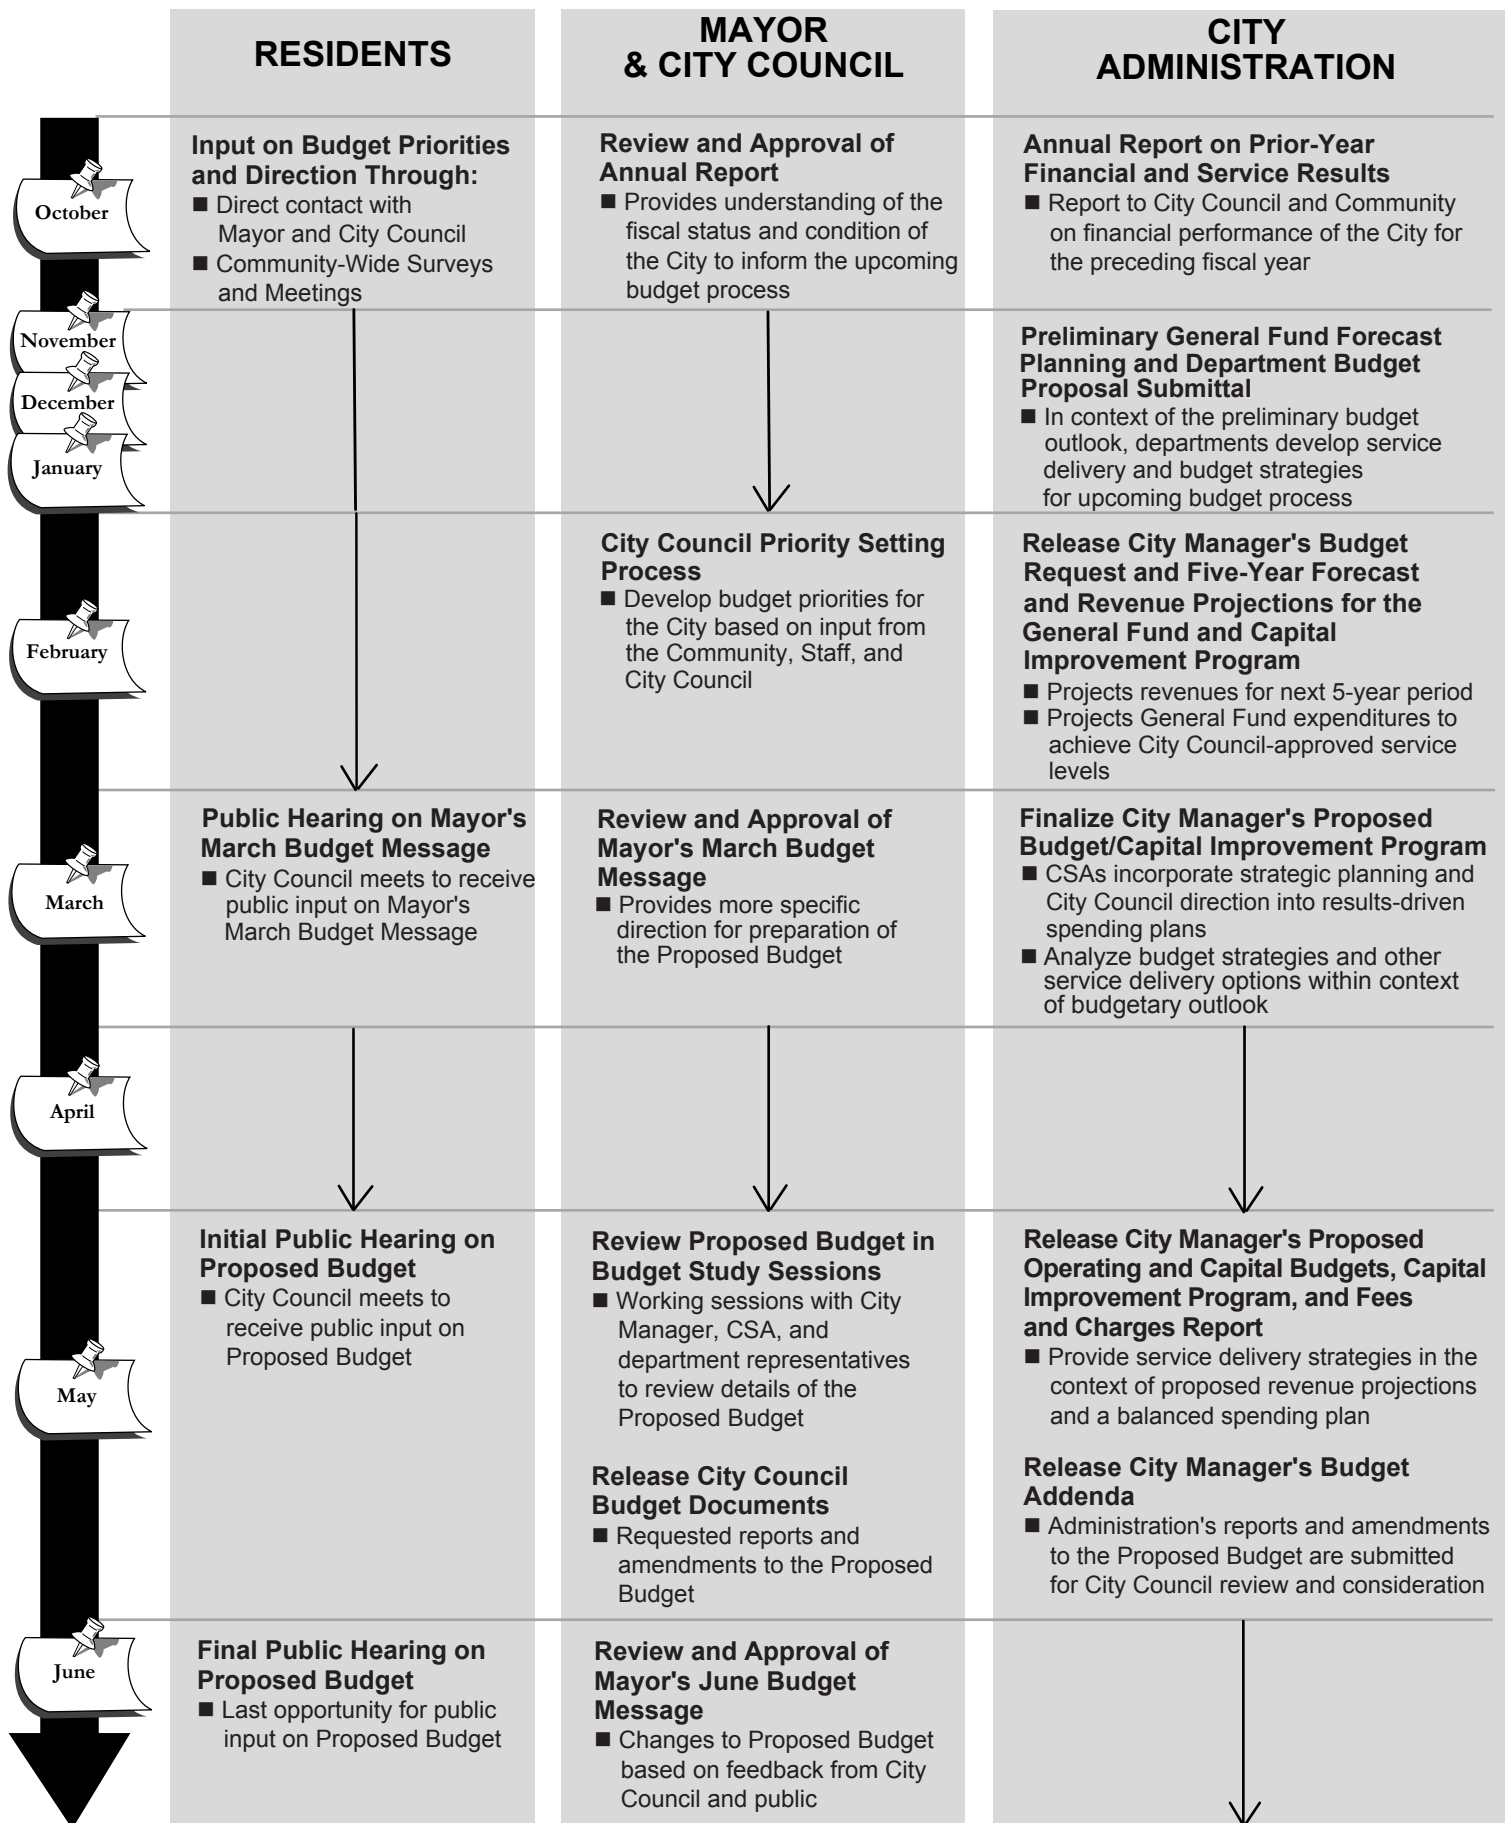 RESIDENTS
MAYOR
& CITY COUNCIL
CITY
ADMINISTRATION
October
Input on Budget Priorities
and Direction Through:
■ Direct contact with
Mayor and City Council
■ Community-Wide Surveys
and Meetings
Review and Approval of
Annual Report
■ Provides understanding of the
fiscal status and condition of
the City to inform the upcoming
budget process
Annual Report on Prior-Year
Financial and Service Results
■ Report to City Council and Community
on financial performance of the City for
the preceding fiscal year
November
December
January
Preliminary General Fund Forecast
Planning and Department Budget
Proposal Submittal
■ In context of the preliminary budget
outlook, departments develop service
delivery and budget strategies
for upcoming budget process
February
City Council Priority Setting
Process
■ Develop budget priorities for
the City based on input from
the Community, Staff, and
City Council
Release City Manager's Budget
Request and Five-Year Forecast
and Revenue Projections for the
General Fund and Capital
Improvement Program
■ Projects revenues for next 5-year period
■ Projects General Fund expenditures to
achieve City Council-approved service
levels
March
Public Hearing on Mayor's
March Budget Message
■ City Council meets to receive
public input on Mayor's
March Budget Message
Review and Approval of
Mayor's March Budget
Message
■ Provides more specific
direction for preparation of
the Proposed Budget
Finalize City Manager's Proposed
Budget/Capital Improvement Program
■ CSAs incorporate strategic planning and
City Council direction into results-driven
spending plans
■ Analyze budget strategies and other
service delivery options within context
of budgetary outlook
April
May
Initial Public Hearing on
Proposed Budget
■ City Council meets to
receive public input on
Proposed Budget
Review Proposed Budget in
Budget Study Sessions
■ Working sessions with City
Manager, CSA, and
department representatives
to review details of the
Proposed Budget
Release City Council
Budget Documents
■ Requested reports and
amendments to the Proposed
Budget
Release City Manager's Proposed
Operating and Capital Budgets, Capital
Improvement Program, and Fees
and Charges Report
■ Provide service delivery strategies in the
context of proposed revenue projections
and a balanced spending plan
Release City Manager's Budget
Addenda
■ Administration's reports and amendments
to the Proposed Budget are submitted
for City Council review and consideration
June
Final Public Hearing on
Proposed Budget
■ Last opportunity for public
input on Proposed Budget
Review and Approval of
Mayor's June Budget
Message
■ Changes to Proposed Budget
based on feedback from City
Council and public